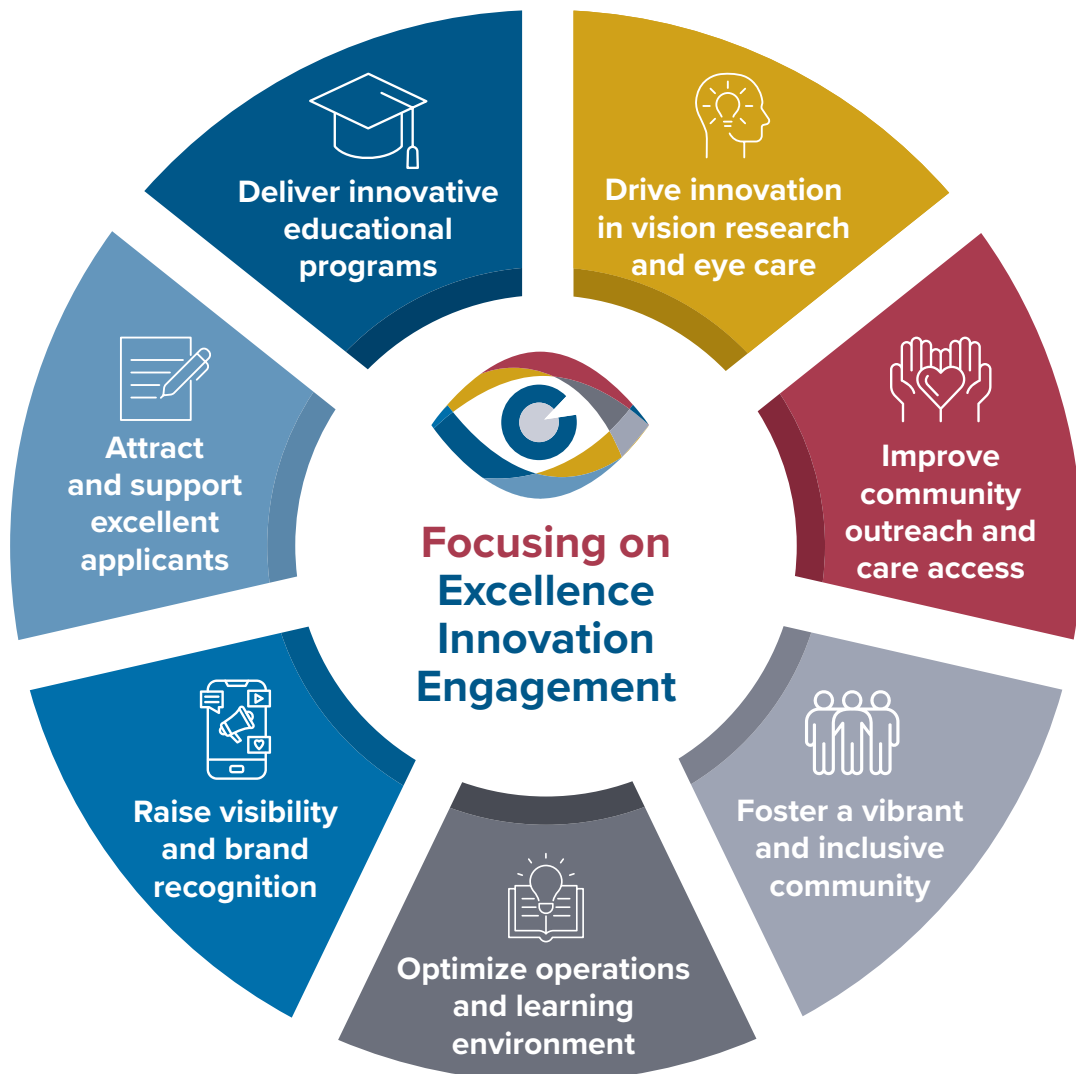 Deliver innovative
educational
programs
Drive innovation
in vision research
and eye care
Improve
community
outreach and
care access
Foster a vibrant
and inclusive
community
Optimize operations
and learning
environment
Raise visibility
and brand
recognition
Attract
and support
excellent
applicants
Focusing on
Excellence
Innovation
Engagement